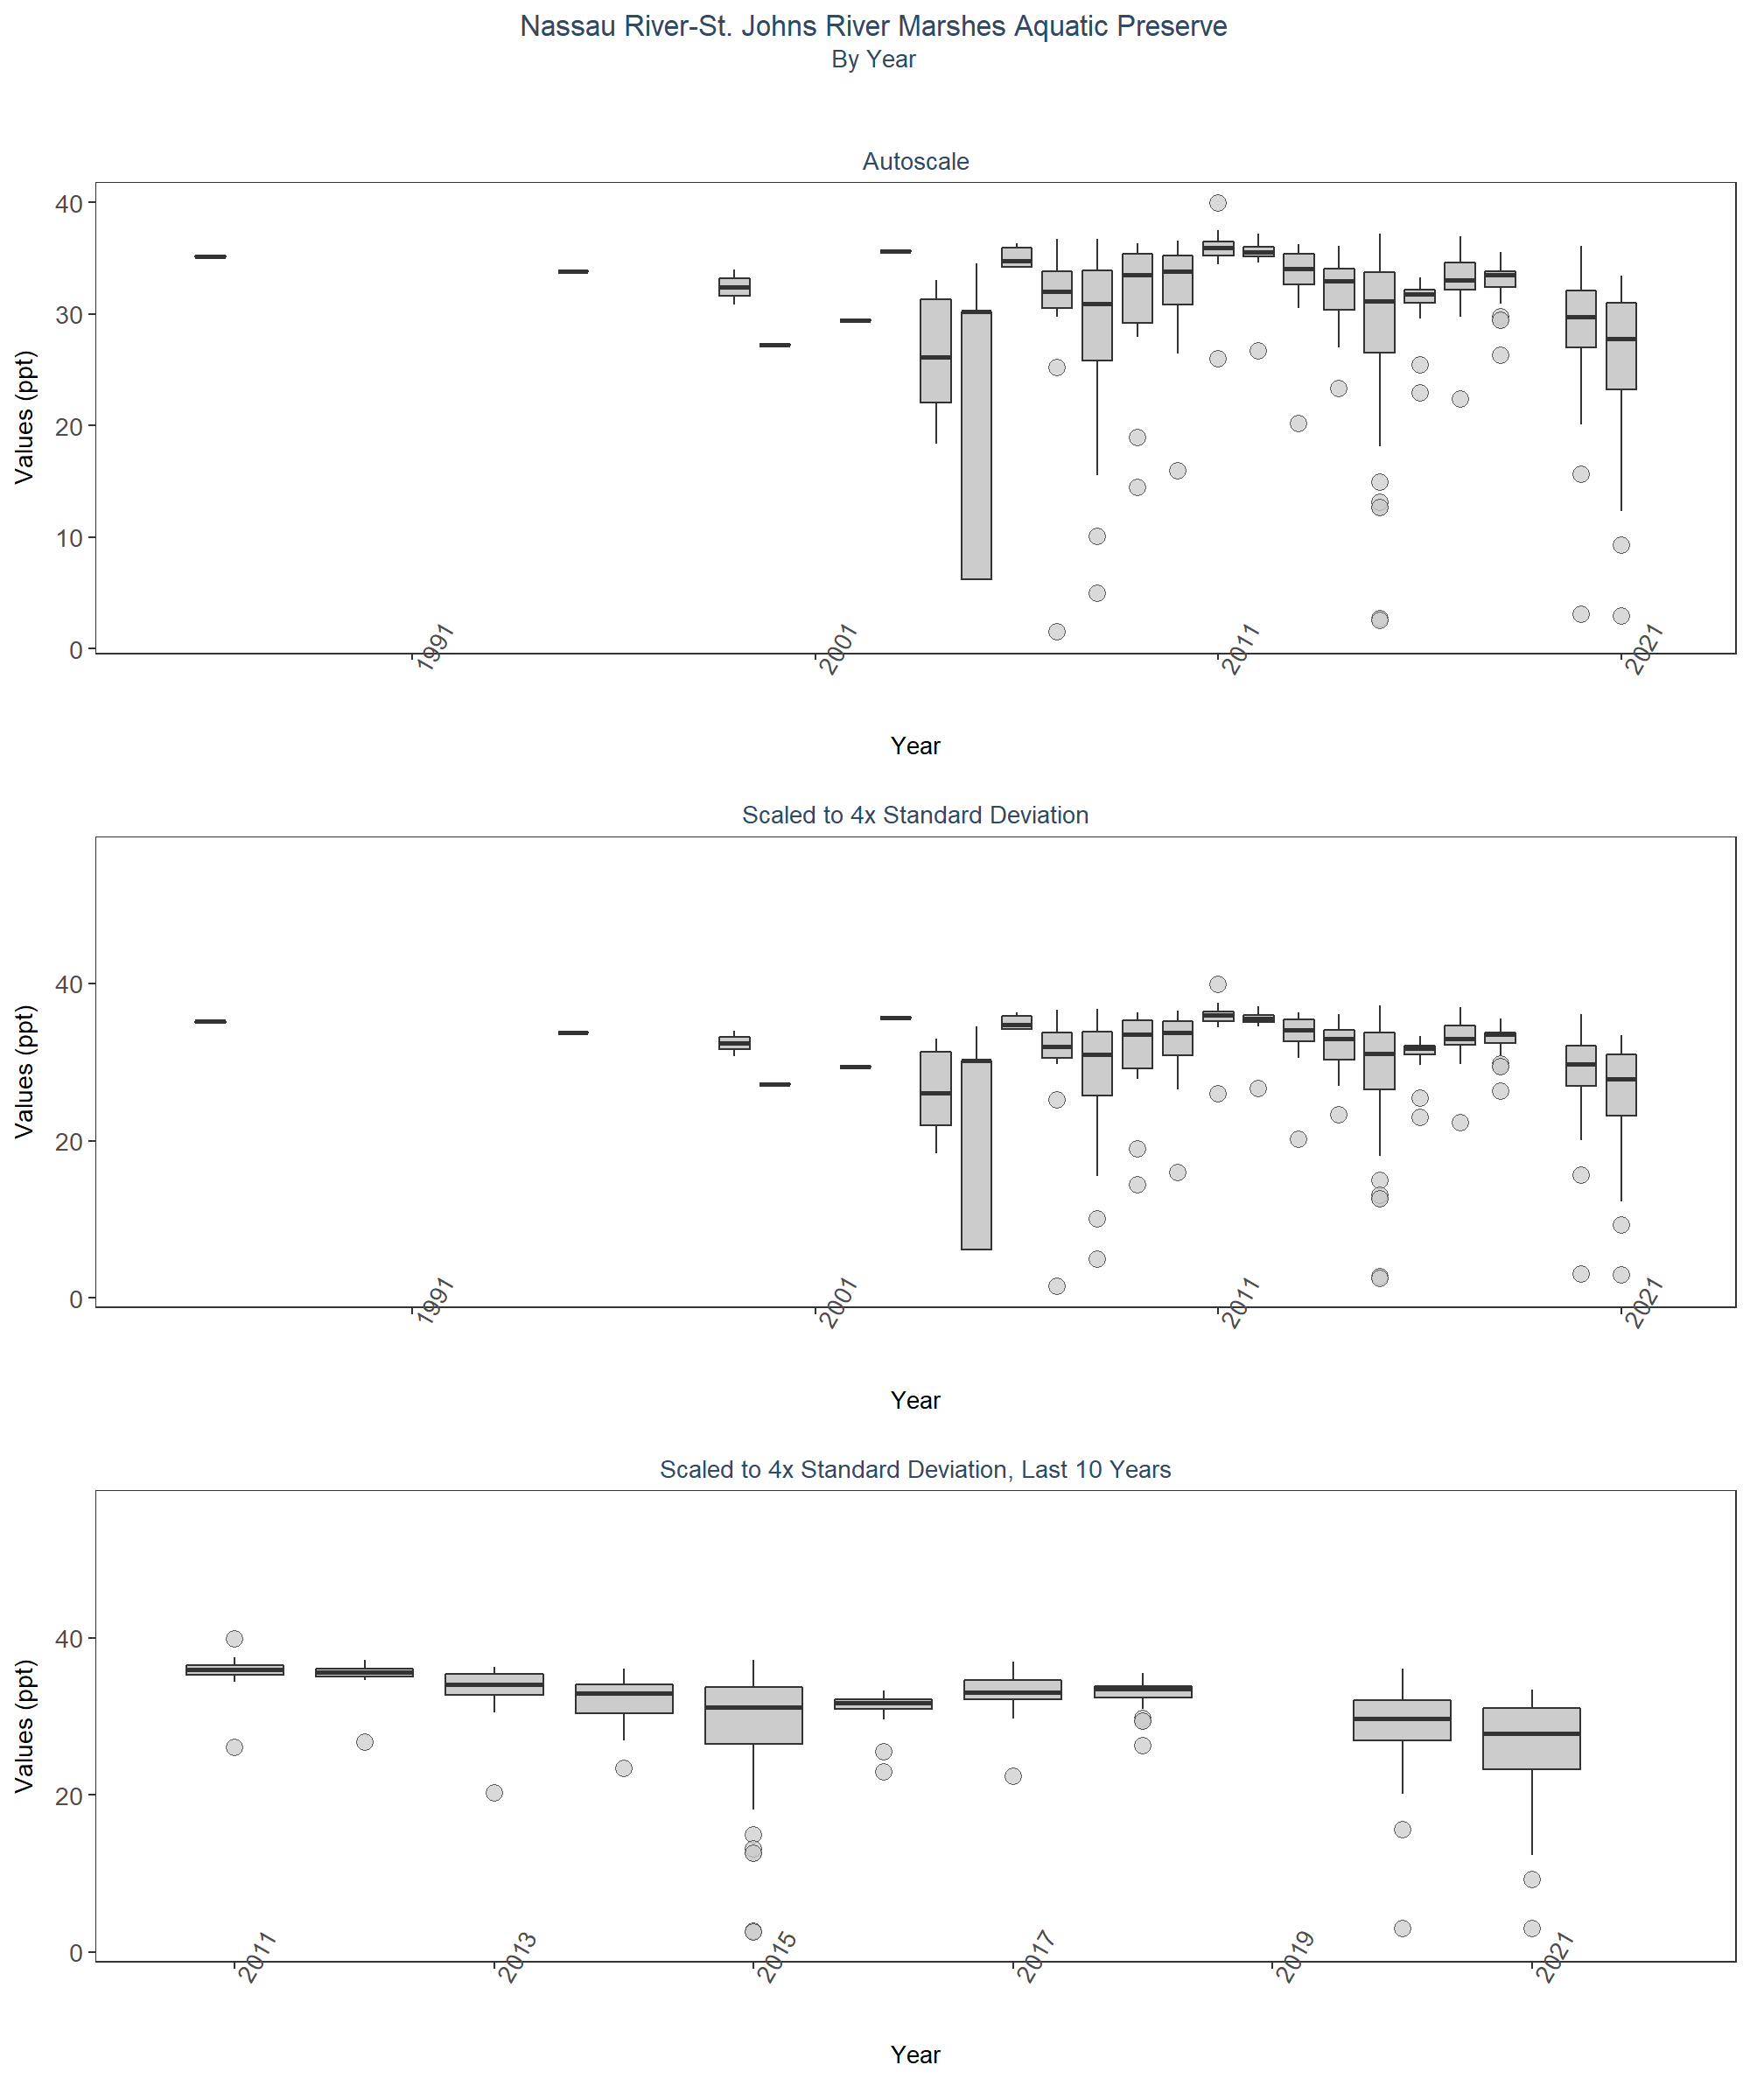 Nassau River-St. Johns River Marshes Aquatic Preserve
By Year
Autoscale
Values (ppt)
40
30
20
10
0
1991
2001
2011
2021
Year
Scaled to 4x Standard Deviation
Values (ppt)
40
20
0
1991
2001
2011
2021
Year
Scaled to 4x Standard Deviation, Last 10 Years
Values (ppt)
40
20
0
2011
2013
2015
2017
2019
2021
Year